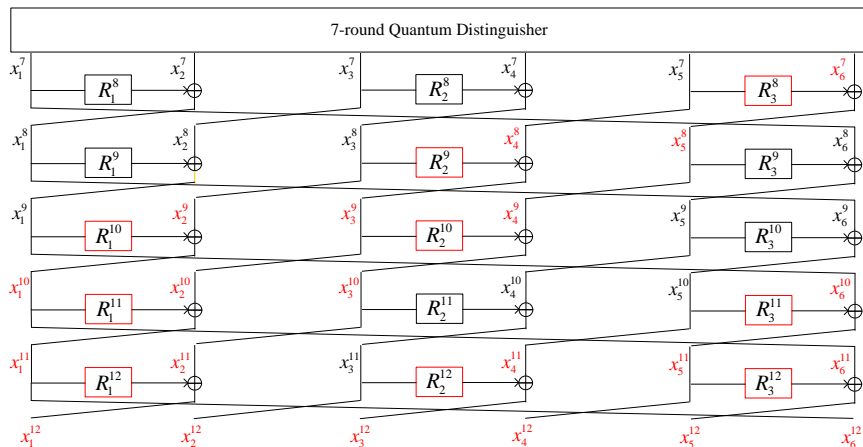 7-round Quantum Distinguisher
x_1^7 x_2^7 x_3^7 x_4^7 x_5^7 x_6^7
R_1^8 R_2^8 R_3^8
x_1^8 x_2^8 x_3^8 x_4^8 x_5^8 x_6^8
R_1^9 R_2^9 R_3^9
x_1^9 x_2^9 x_3^9 x_4^9 x_5^9 x_6^9
R_1^10 R_2^10 R_3^10
x_1^10 x_2^10 x_3^10 x_4^10 x_5^10 x_6^10
R_1^11 R_2^11 R_3^11
x_1^11 x_2^11 x_3^11 x_4^11 x_5^11 x_6^11
R_1^12 R_2^12 R_3^12
x_1^12 x_2^12 x_3^12 x_4^12 x_5^12 x_6^12